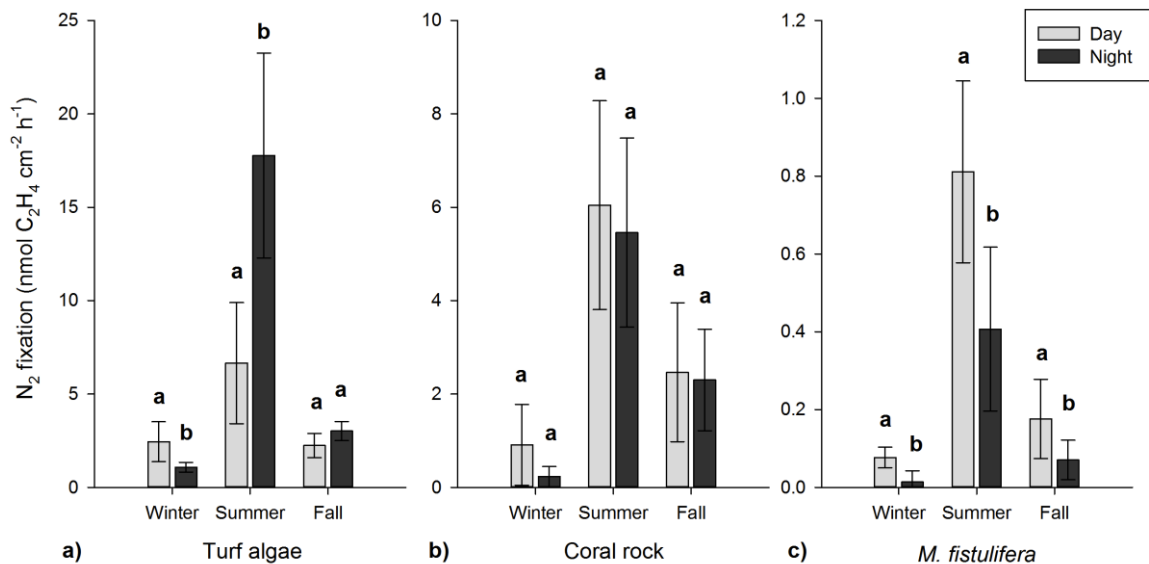 N₂ fixation (nmol C₂H₄ cm⁻² h⁻¹)
25
20
15
10
5
0
a
b
a
b
a
a
Winter Summer Fall
a) Turf algae
10
8
6
4
2
0
a
a
a
a
a
a
Winter Summer Fall
b) Coral rock
1.2
1.0
0.8
0.6
0.4
0.2
0.0
a
b
a
b
a
b
Winter Summer Fall
c) M. fistulifera
Day
Night